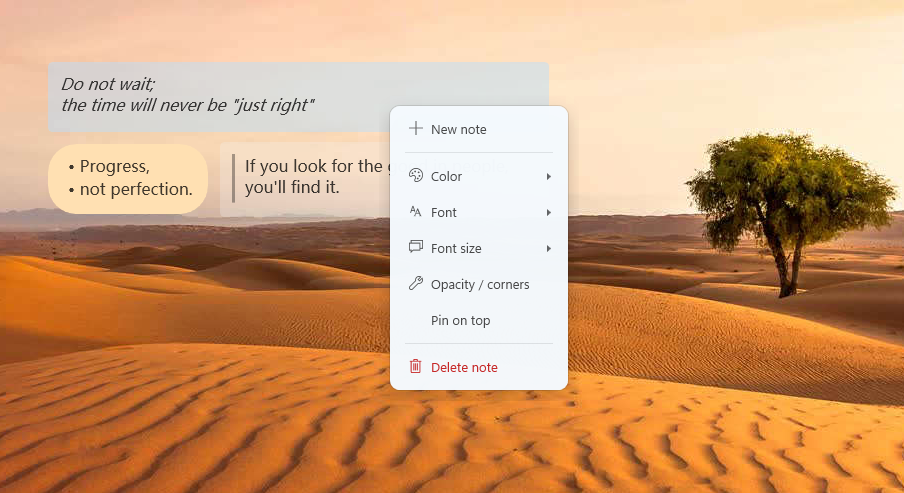 Do not wait;
the time will never be "just right"
• Progress,
• not perfection.
If you look for the
you'll find it.
New note
Color
Font
Font size
Opacity / corners
Pin on top
Delete note